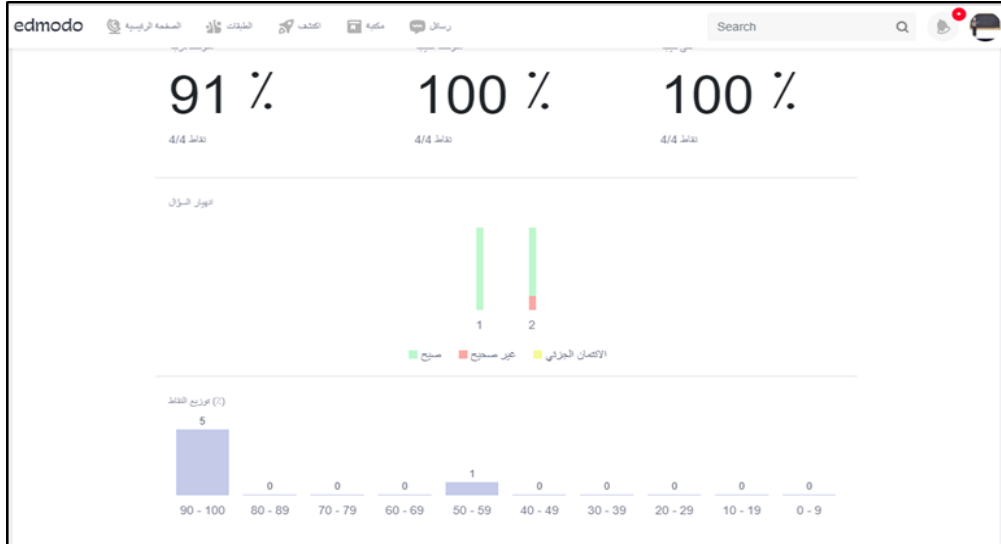 edmodo الصفحة الرئيسية الطبقات اكتشف مكتبة رسائل Search
91 ٪ 100 ٪ 100 ٪
نقاط 4/4 نقاط 4/4 نقاط 4/4
انهيار السؤال
1 2
صبح غير صحيح الائتمان الجزئي
توزيع النقاط (٪)
5 0 0 0 1 0 0 0 0 0
90 - 100 80 - 89 70 - 79 60 - 69 50 - 59 40 - 49 30 - 39 20 - 29 10 - 19 0 - 9